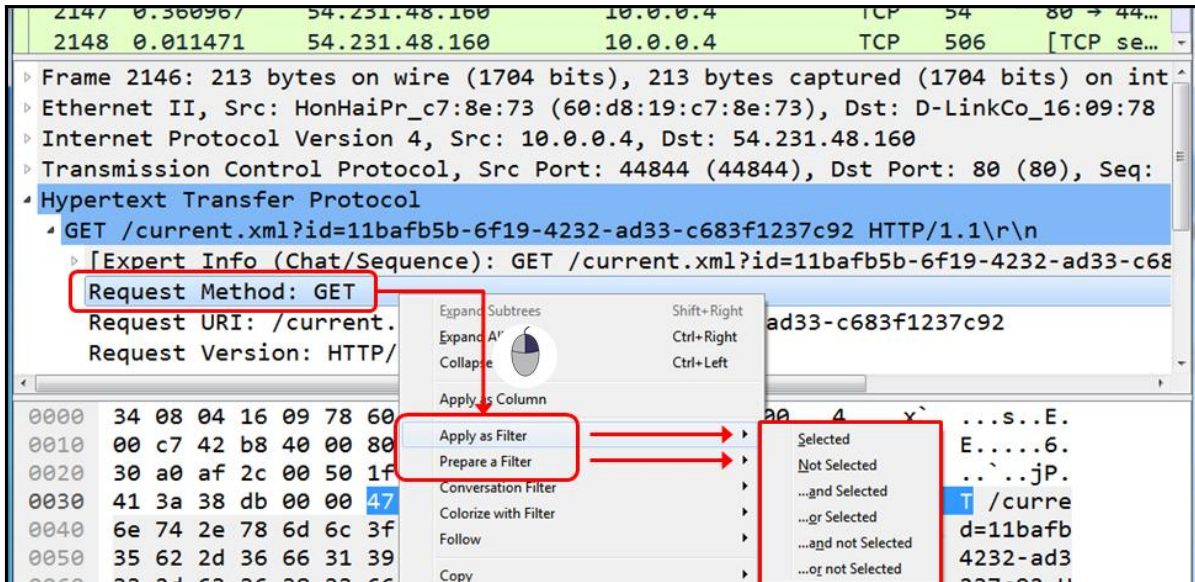 2147 0.360967 54.231.48.160 10.0.0.4 TCP 54 80 → 44…
2148 0.011471 54.231.48.160 10.0.0.4 TCP 506 [TCP se…
Frame 2146: 213 bytes on wire (1704 bits), 213 bytes captured (1704 bits) on int
Ethernet II, Src: HonHaiPr_c7:8e:73 (60:d8:19:c7:8e:73), Dst: D-LinkCo_16:09:78
Internet Protocol Version 4, Src: 10.0.0.4, Dst: 54.231.48.160
Transmission Control Protocol, Src Port: 44844 (44844), Dst Port: 80 (80), Seq:
Hypertext Transfer Protocol
GET /current.xml?id=11bafb5b-6f19-4232-ad33-c683f1237c92 HTTP/1.1\r\n
[Expert Info (Chat/Sequence): GET /current.xml?id=11bafb5b-6f19-4232-ad33-c68
Request Method: GET
Request URI: /current. ad33-c683f1237c92
Request Version: HTTP/
Expand Subtrees Shift+Right
Expand Al Ctrl+Right
Collapse Ctrl+Left
Apply as Column
Apply as Filter
Prepare a Filter
Conversation Filter
Colorize with Filter
Follow
Copy
Selected
Not Selected
...and Selected
...or Selected
...and not Selected
...or not Selected
0000 34 08 04 16 09 78 60 00 4 x` ...s..E.
0010 00 c7 42 b8 40 00 80 E.....6.
0020 30 a0 af 2c 00 50 1f ..`..jP.
0030 41 3a 38 db 00 00 47 T /curre
0040 6e 74 2e 78 6d 6c 3f d=11bafb
0050 35 62 2d 36 66 31 39 4232-ad3